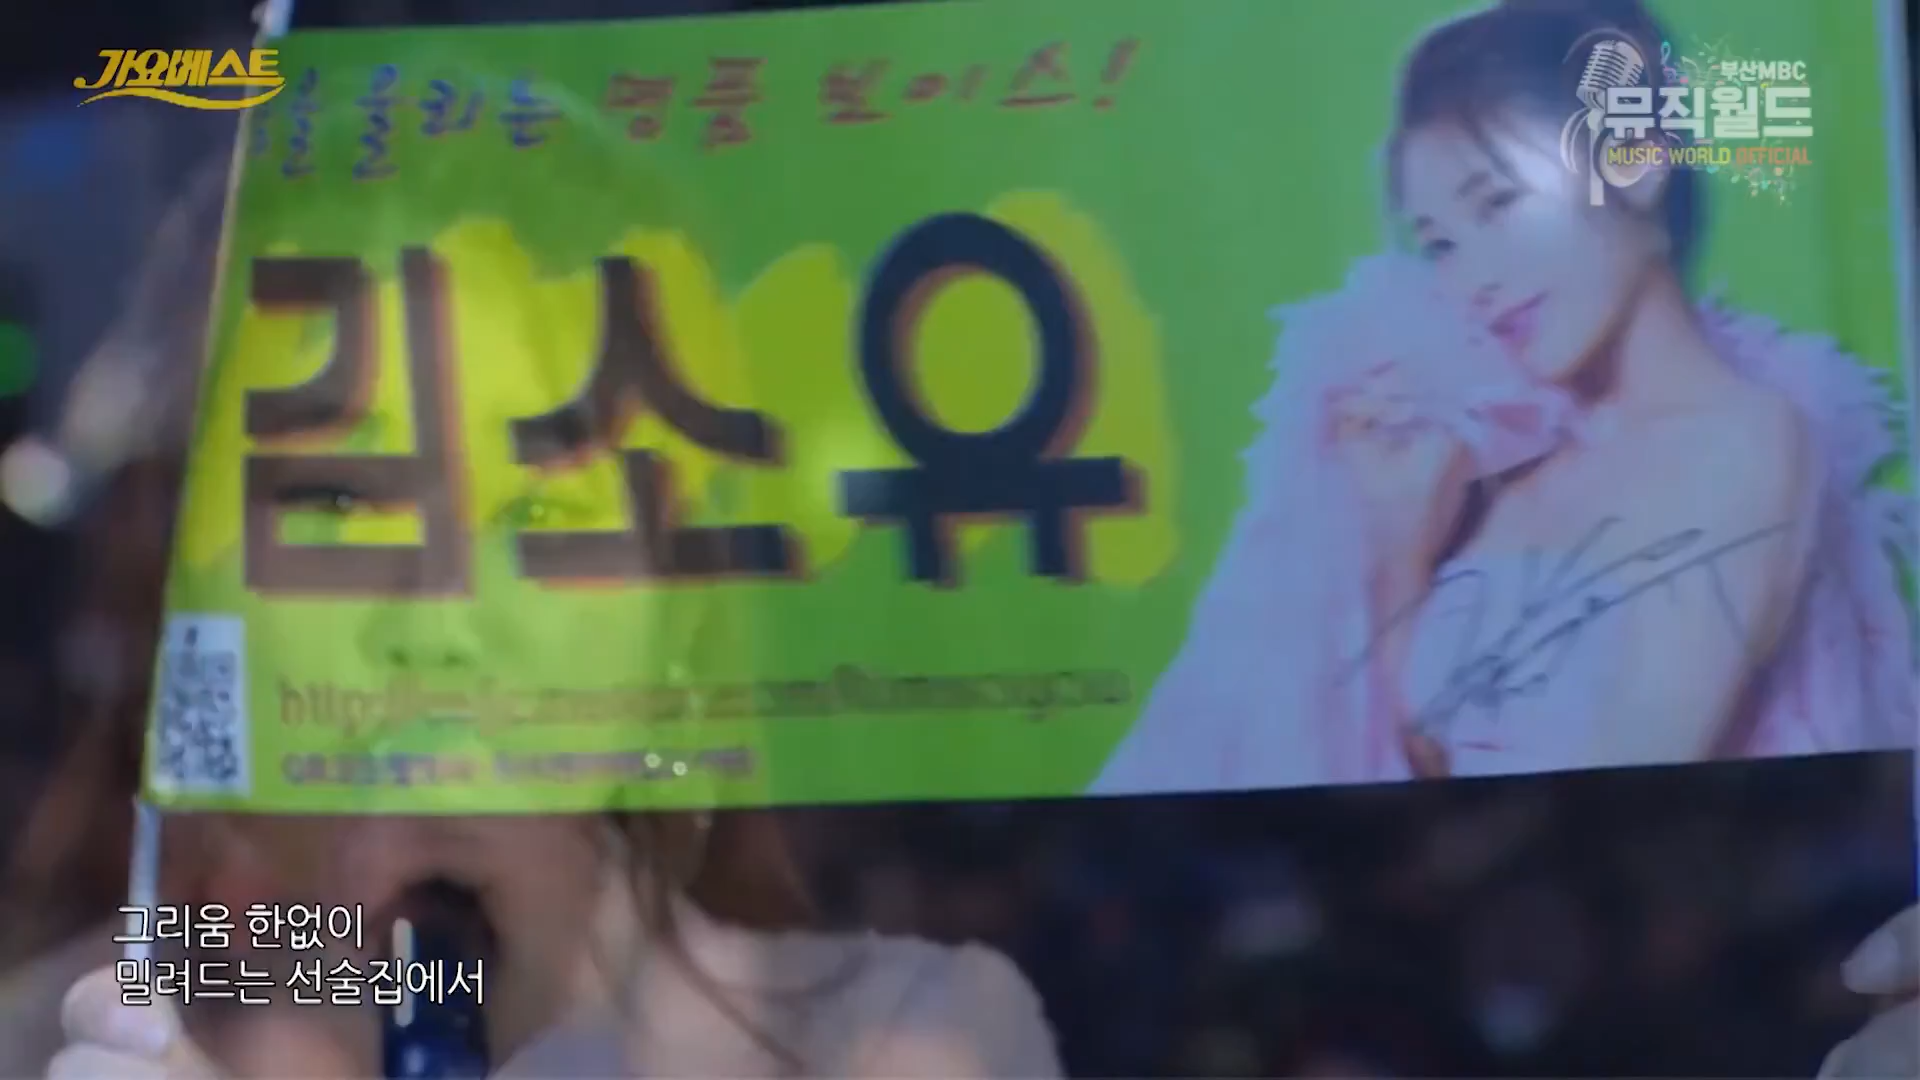 가요베스트
울리는 명품 보이스!
부산MBC
뮤직월드
MUSIC WORLD OFFICIAL
김소유
그리움 한없이
밀려드는 선술집에서